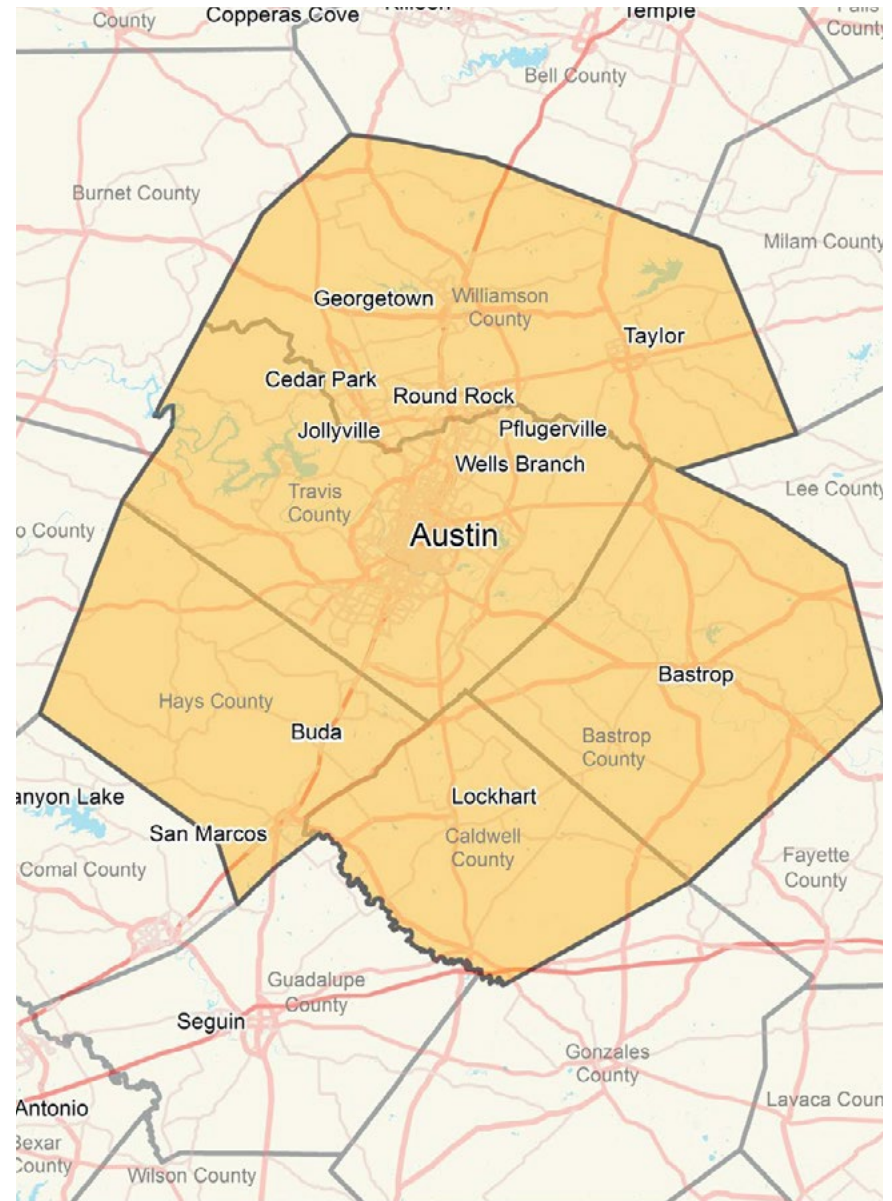 County
Copperas Cove
Killeen
Temple
Falls
County
Bell County
Burnet County
Milam County
Georgetown
Williamson
County
Taylor
Cedar Park
Round Rock
Jollyville
Pflugerville
Wells Branch
Travis
County
Lee County
o County
Austin
Bastrop
Hays County
Buda
Bastrop
County
anyon Lake
Lockhart
San Marcos
Caldwell
County
Comal County
Fayette
County
Guadalupe
County
Seguin
Gonzales
County
Lavaca Coun
Antonio
Bexar
County
Wilson County